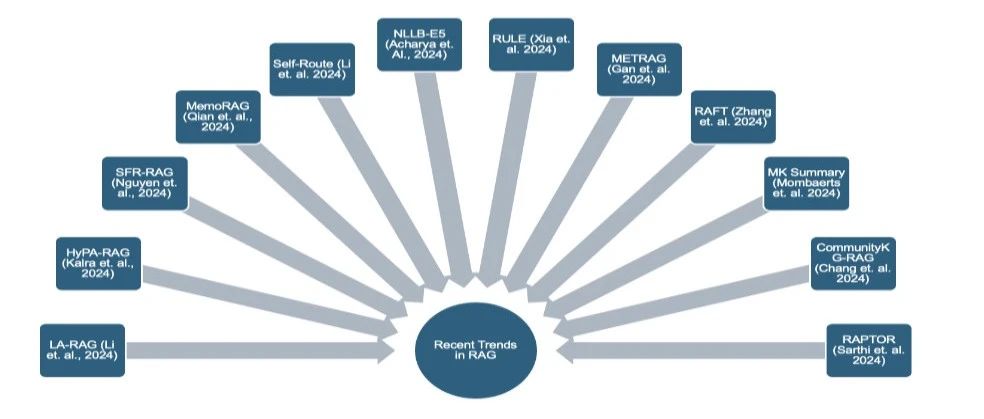 NLLB-E5
(Acharya et.
Al., 2024)
RULE (Xia et.
al. 2024)
Self-Route (Li
et. al. 2024)
METRAG
(Gan et. al.
2024)
MemoRAG
(Qian et. al.,
2024)
RAFT (Zhang
et. al. 2024)
SFR-RAG
(Nguyen et.
al., 2024)
MK Summary
(Mombaerts
et. al. 2024)
HyPA-RAG
(Kalra et. al.,
2024)
CommunityK
G-RAG
(Chang et. al.
2024)
LA-RAG (Li
et. al., 2024)
Recent Trends
in RAG
RAPTOR
(Sarthi et. al.
2024)